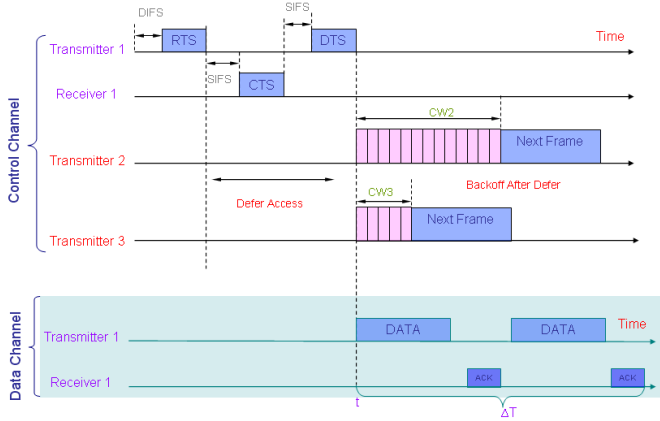 DIFS
SIFS
RTS
DTS
Time
Transmitter 1
SIFS
CTS
Receiver 1
CW2
Next Frame
Transmitter 2
CW3
Backoff After Defer
Defer Access
Next Frame
Transmitter 3
Control Channel
DATA
DATA
Time
Transmitter 1
ACK
ACK
Receiver 1
Data Channel
t
ΔT